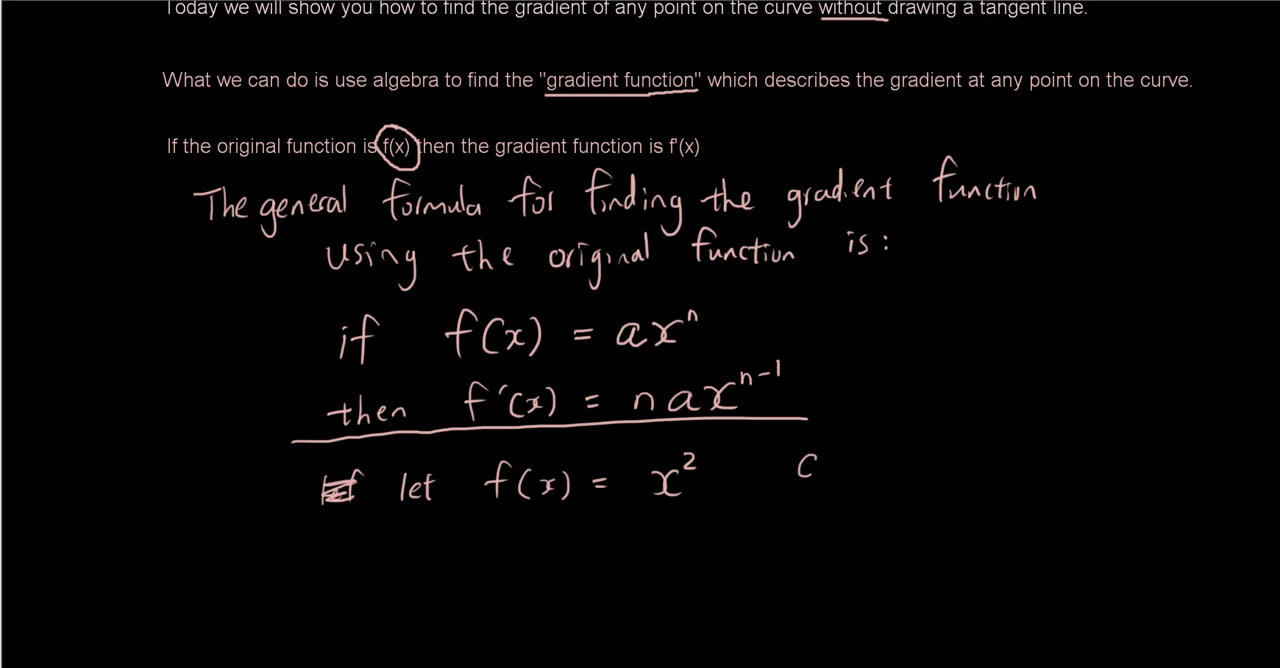 Today we will show you how to find the gradient of any point on the curve without drawing a tangent line.
What we can do is use algebra to find the "gradient function" which describes the gradient at any point on the curve.
If the original function is f(x) then the gradient function is f'(x)
The general formula for finding the gradient function
using the original function is:
if f(x) = axⁿ
then f'(x) = naxⁿ⁻¹
let f(x) = x² C